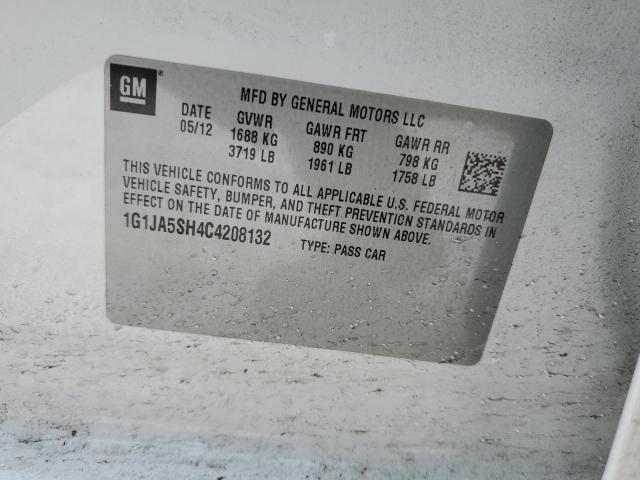 GM®
MFD BY GENERAL MOTORS LLC
DATE GVWR GAWR FRT GAWR RR
05/12 1688 KG 890 KG 798 KG
3719 LB 1961 LB 1758 LB
THIS VEHICLE CONFORMS TO ALL APPLICABLE U.S. FEDERAL MOTOR
VEHICLE SAFETY, BUMPER, AND THEFT PREVENTION STANDARDS IN
EFFECT ON THE DATE OF MANUFACTURE SHOWN ABOVE.
1G1JA5SH4C4208132 TYPE: PASS CAR